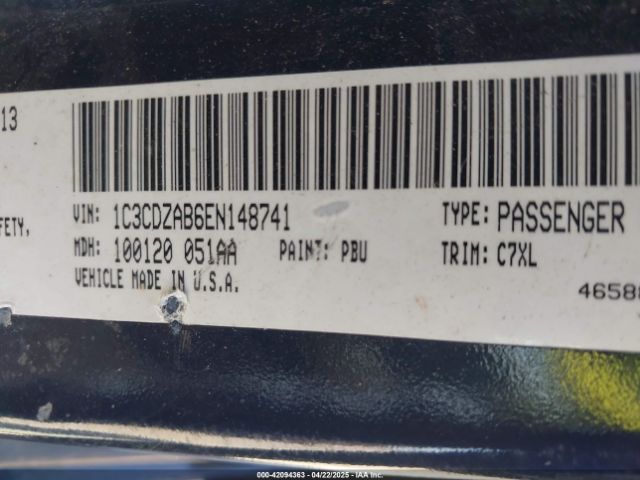 13
FETY,
VIN: 1C3CDZAB6EN148741
TYPE: PASSENGER
MDH: 100120 051AA
PAINT: PBU
TRIM: C7XL
VEHICLE MADE IN U.S.A.
4658
000-42094363 - 04/22/2025 - IAA Inc.